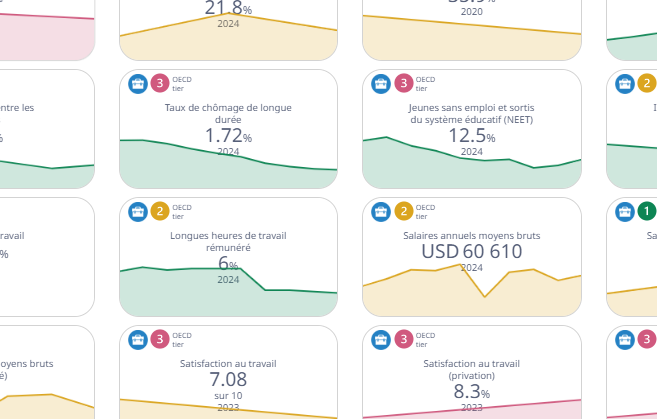 21.8%
2024
2020
entre les
%
3 OECD
tier
Taux de chômage de longue
durée
1.72%
2024
3 OECD
tier
Jeunes sans emploi et sortis
du système éducatif (NEET)
12.5%
2024
2
travail
%
2 OECD
tier
Longues heures de travail
rémunéré
6%
2024
2 OECD
tier
Salaires annuels moyens bruts
USD 60 610
2024
1
Sa
oyens bruts
é)
3 OECD
tier
Satisfaction au travail
7.08
sur 10
2023
3 OECD
tier
Satisfaction au travail
(privation)
8.3%
2023
3